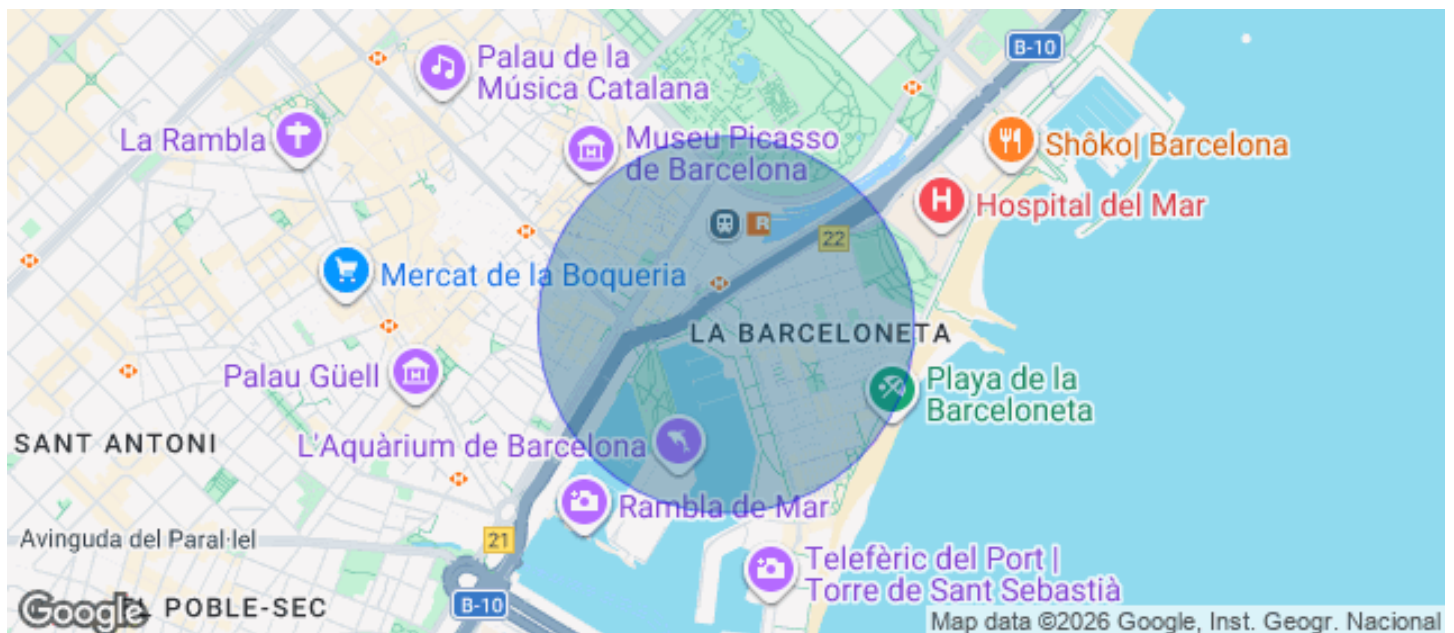 B-10
Palau de la
Música Catalana
La Rambla
Museu Picasso
de Barcelona
Shôko| Barcelona
H
Hospital del Mar
R
22
Mercat de la Boqueria
LA BARCELONETA
Palau Güell
Playa de la
Barceloneta
SANT ANTONI
L'Aquàrium de Barcelona
Rambla de Mar
Avinguda del Paral·lel
21
Telefèric del Port |
Torre de Sant Sebastià
Google
POBLE-SEC
B-10
Map data ©2026 Google, Inst. Geogr. Nacional